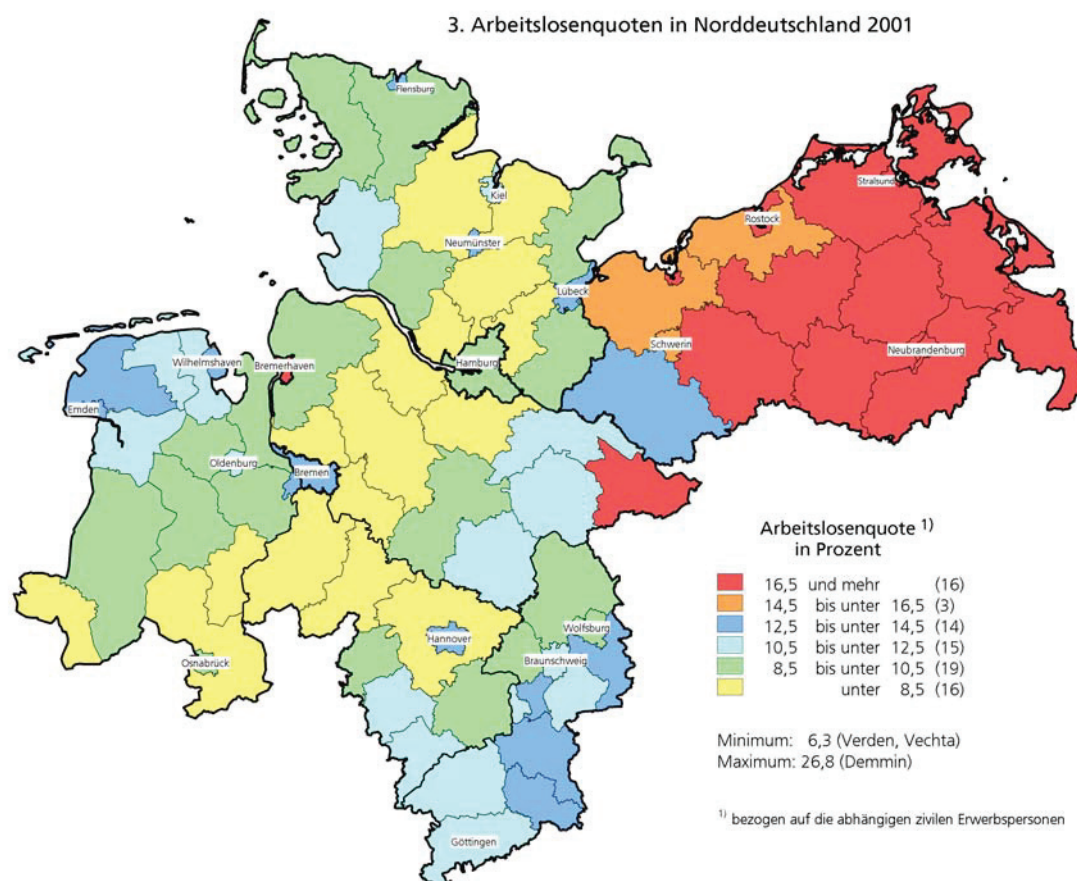 3. Arbeitslosenquoten in Norddeutschland 2001
Flensburg
Kiel
Stralsund
Rostock
Neumünster
Lübeck
Schwerin
Neubrandenburg
Wilhelmshaven
Bremerhaven
Hamburg
Emden
Oldenburg
Bremen
Wolfsburg
Hannover
Braunschweig
Osnabrück
Göttingen
Arbeitslosenquote 1)
in Prozent
16,5 und mehr (16)
14,5 bis unter 16,5 (3)
12,5 bis unter 14,5 (14)
10,5 bis unter 12,5 (15)
8,5 bis unter 10,5 (19)
unter 8,5 (16)
Minimum: 6,3 (Verden, Vechta)
Maximum: 26,8 (Demmin)
1) bezogen auf die abhängigen zivilen Erwerbspersonen